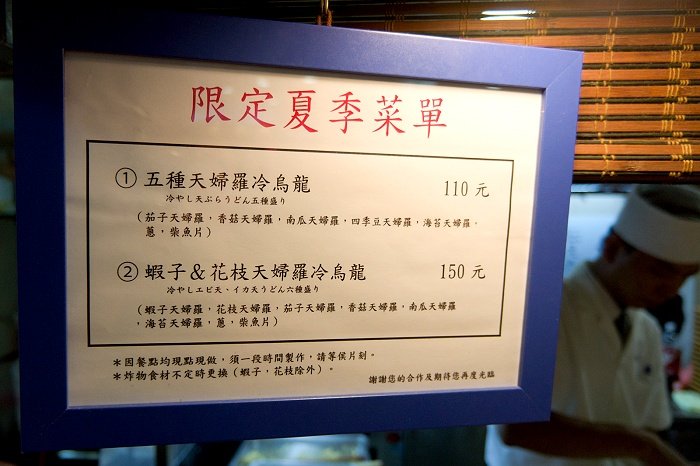 限定夏季菜單
① 五種天婦羅冷烏龍 110 元
冷やし天ぷらうどん五種盛り
（茄子天婦羅，香菇天婦羅，南瓜天婦羅，四季豆天婦羅，海苔天婦羅，
蔥，柴魚片）
② 蝦子＆花枝天婦羅冷烏龍 150 元
冷やしエビ天、イカ天うどん六種盛り
（蝦子天婦羅，花枝天婦羅，茄子天婦羅，香菇天婦羅，南瓜天婦羅
，海苔天婦羅，蔥，柴魚片）
＊因餐點均現點現做，須一段時間製作，請等侯片刻。
＊炸物食材不定時更換（蝦子，花枝除外）。
謝謝您的合作及期待您再度光臨